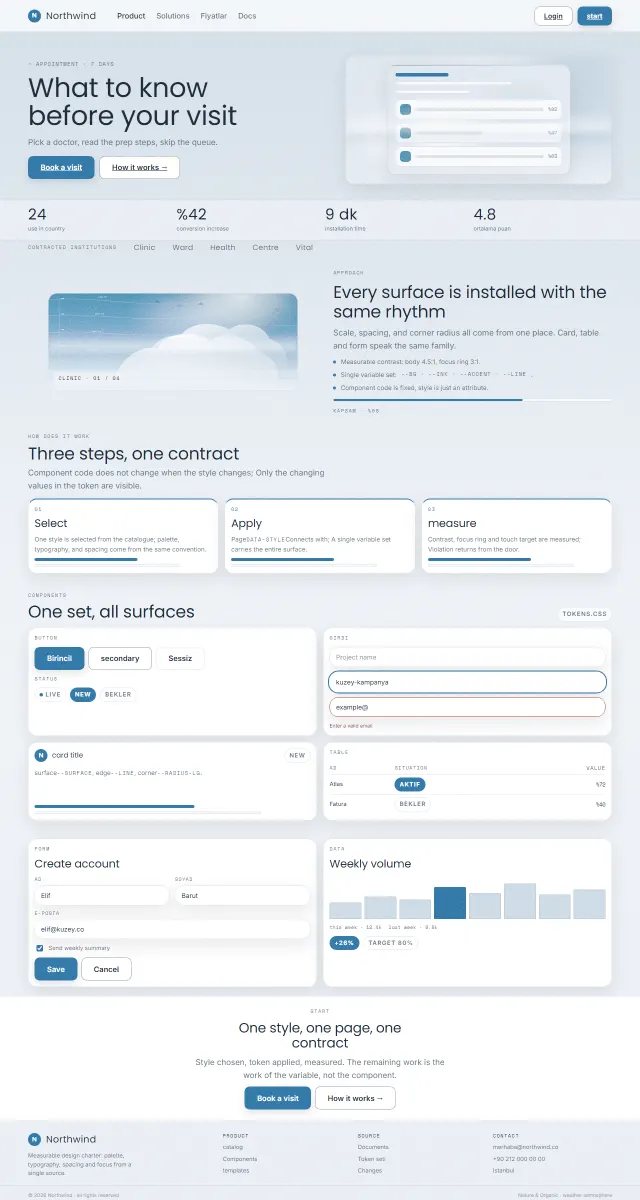 N Northwind Product Solutions Fiyatlar Docs Login start
- APPOINTMENT · 7 DAYS
What to know
before your visit
Pick a doctor, read the prep steps, skip the queue.
Book a visit How it works →
24 %42 9 dk 4.8
use in country conversion increase installation time ortalama puan
CONTRACTED INSTITUTIONS Clinic Ward Health Centre Vital
APPROACH
Every surface is installed with the
same rhythm
Scale, spacing, and corner radius all come from one place. Card, table
and form speak the same family.
Measurable contrast: body 4.5:1, focus ring 3:1.
Single variable set: --BG · --INK · --ACCENT · --LINE .
Component code is fixed, style is just an attribute.
CLINIC · 01 / 04
HOW DOES IT WORK
Three steps, one contract
Component code does not change when the style changes; Only the changing
values in the token are visible.
01
Select
One style is selected from the catalogue; palette,
typography, and spacing come from the same convention.
02
Apply
PageDATA-STYLEConnects with; A single variable set
carries the entire surface.
03
measure
Contrast, focus ring and touch target are measured;
Violation returns from the door.
COMPONENTS
One set, all surfaces
TOKENS.CSS
BUTTON
Birincil secondary Sessiz
STATUS
LIVE NEW BEKLER
GIRDI
Project name
kuzey-kampanya
example@
Enter a valid email
N card title NEW
surface--SURFACE, edge--LINE, corner--RADIUS-LG.
TABLE
AD SITUATION VALUE
Atlas AKTIF %72
Fatura BEKLER %40
FORM
Create account
AD SOYAD
Elif Barut
E-POSTA
elif@kuzey.co
Send weekly summary
Save Cancel
DATA
Weekly volume
this week · 12.4k last week · 9.8k
+26% TARGET 80%
START
One style, one page, one
contract
Style chosen, token applied, measured. The remaining work is the
work of the variable, not the component.
Book a visit How it works →
N Northwind
Measurable design charter: palette,
typography, spacing and focus from a
single source.
PRODUCT
catalog
Components
templates
SOURCE
Documents
Token set
Changes
CONTACT
merhaba@northwind.co
+90 212 000 00 00
Istanbul
© 2026 Northwind · all rights reserved. Nature & Organic · weather-atmosphere